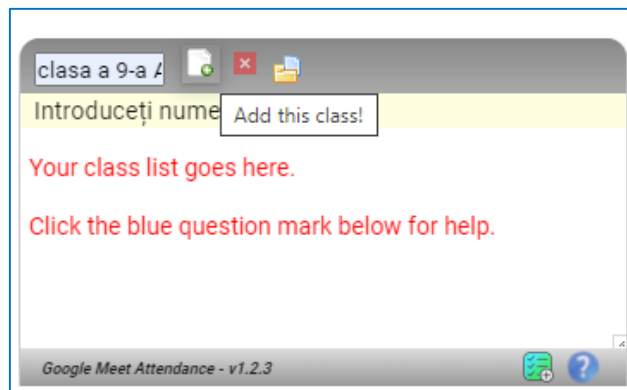 clasa a 9-a A
Introduceți nume
Add this class!
Your class list goes here.
Click the blue question mark below for help.
Google Meet Attendance - v1.2.3
?